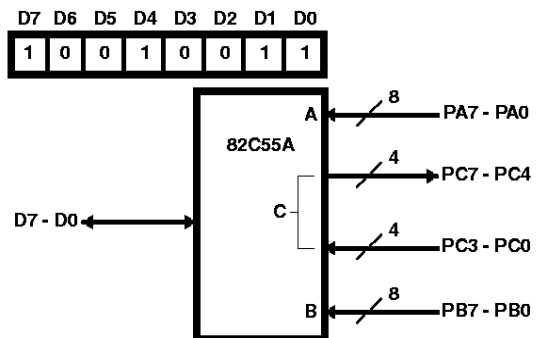 D7 D6 D5 D4 D3 D2 D1 D0
1 0 0 1 0 0 1 1
A
8
PA7 - PA0
82C55A
4
PC7 - PC4
C
D7 - D0
4
PC3 - PC0
B
8
PB7 - PB0